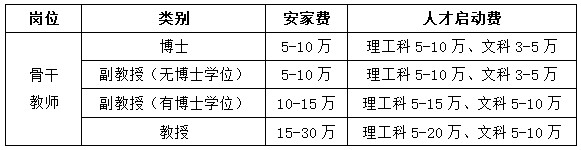 岗位 类别 安家费 人才启动费
骨干教师 博士 5-10 万 理工科 5-10 万、文科 3-5 万
副教授（无博士学位） 5-10 万 理工科 5-10 万、文科 3-5 万
副教授（有博士学位） 10-15 万 理工科 5-15 万、文科 5-10 万
教授 15-30 万 理工科 5-20 万、文科 5-10 万